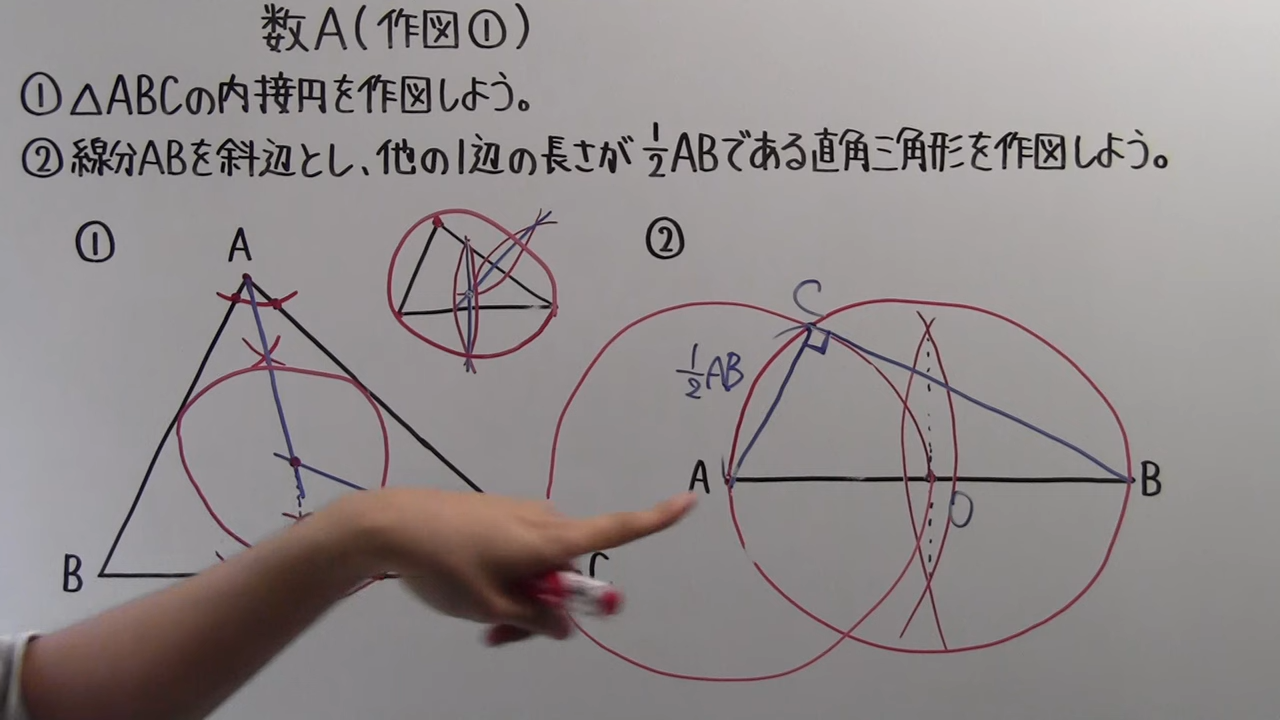 数A(作図①)
①△ABCの内接円を作図しよう。
②線分ABを斜辺とし、他の1辺の長さが1/2ABである直角三角形を作図しよう。
①
A
B
C
②
C
1/2AB
A
B
O